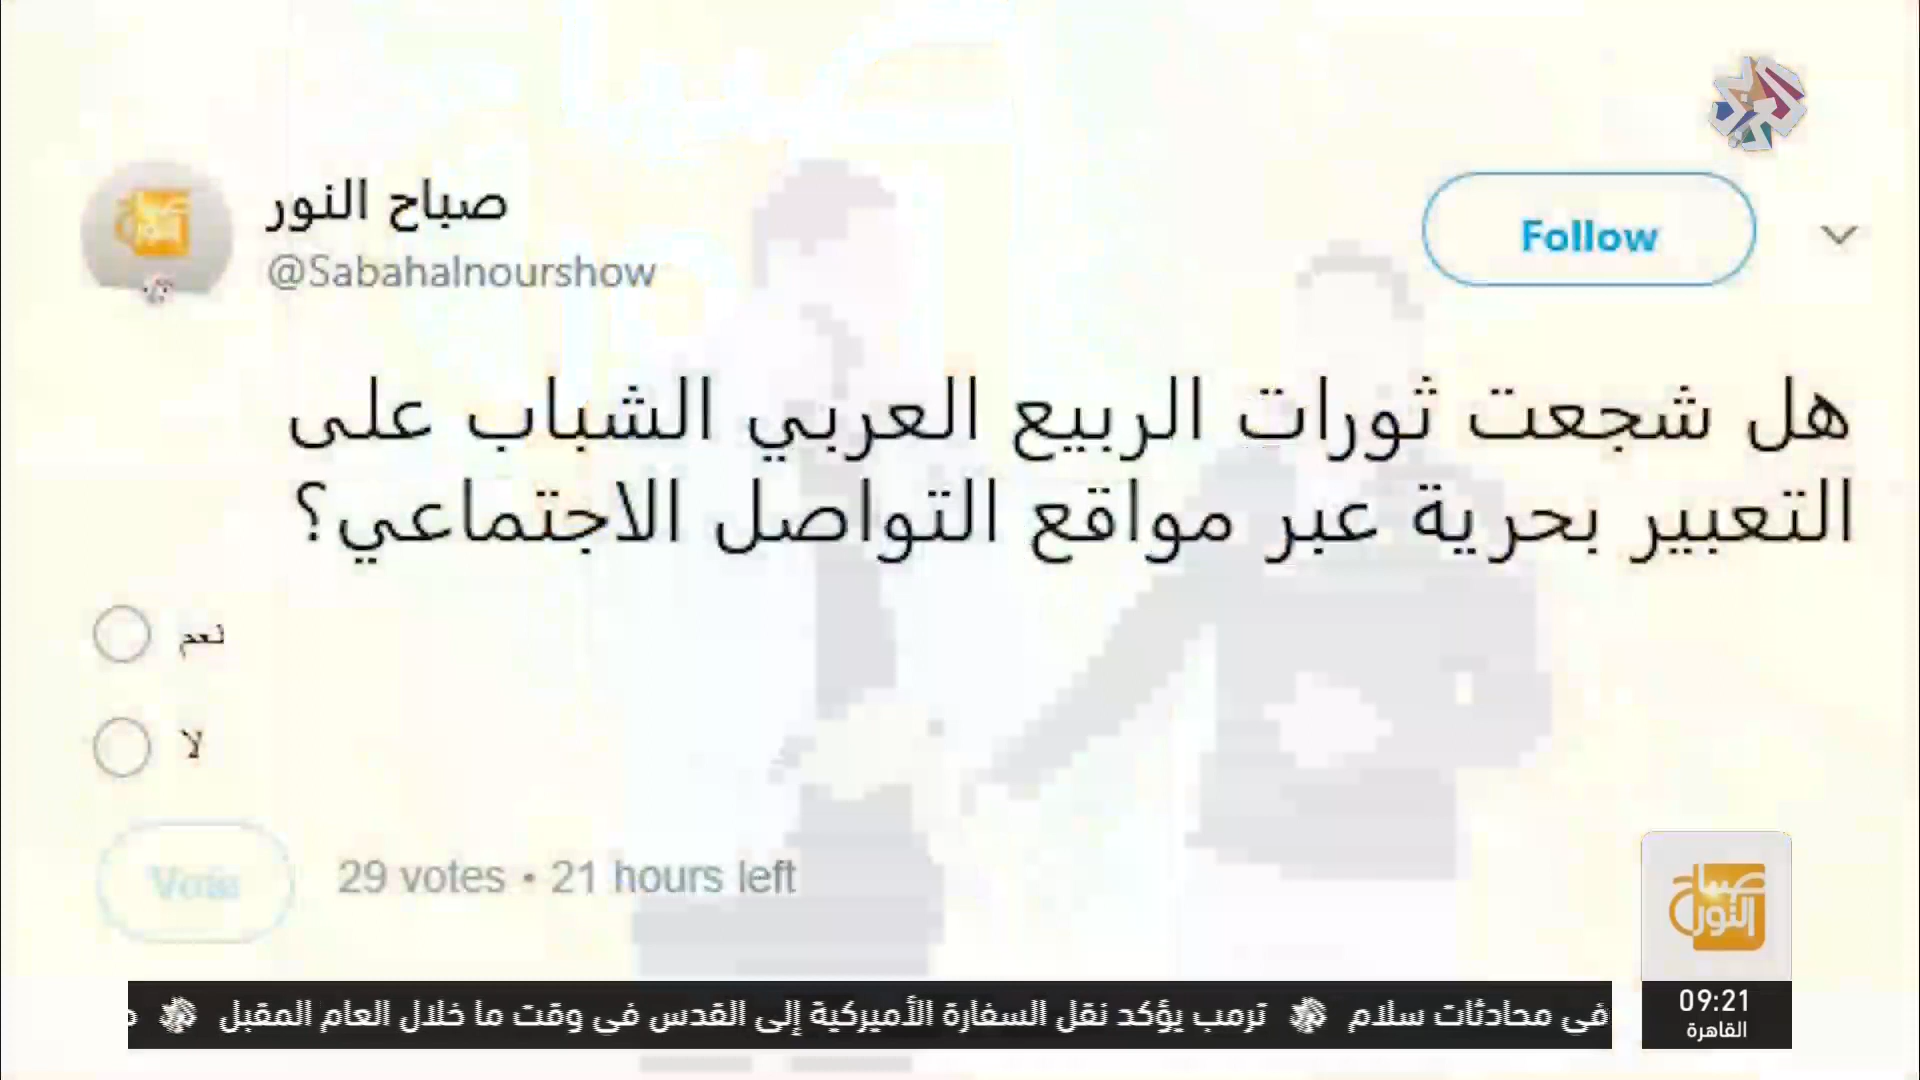 صباح النور
@Sabahalnourshow
Follow
هل شجعت ثورات الربيع العربي الشباب على
التعبير بحرية عبر مواقع التواصل الاجتماعي؟
نعم
لا
Vote
29 votes • 21 hours left
صباح النور
في محادثات سلام ترمب يؤكد نقل السفارة الأميركية إلى القدس في وقت ما خلال العام المقبل
09:21
القاهرة